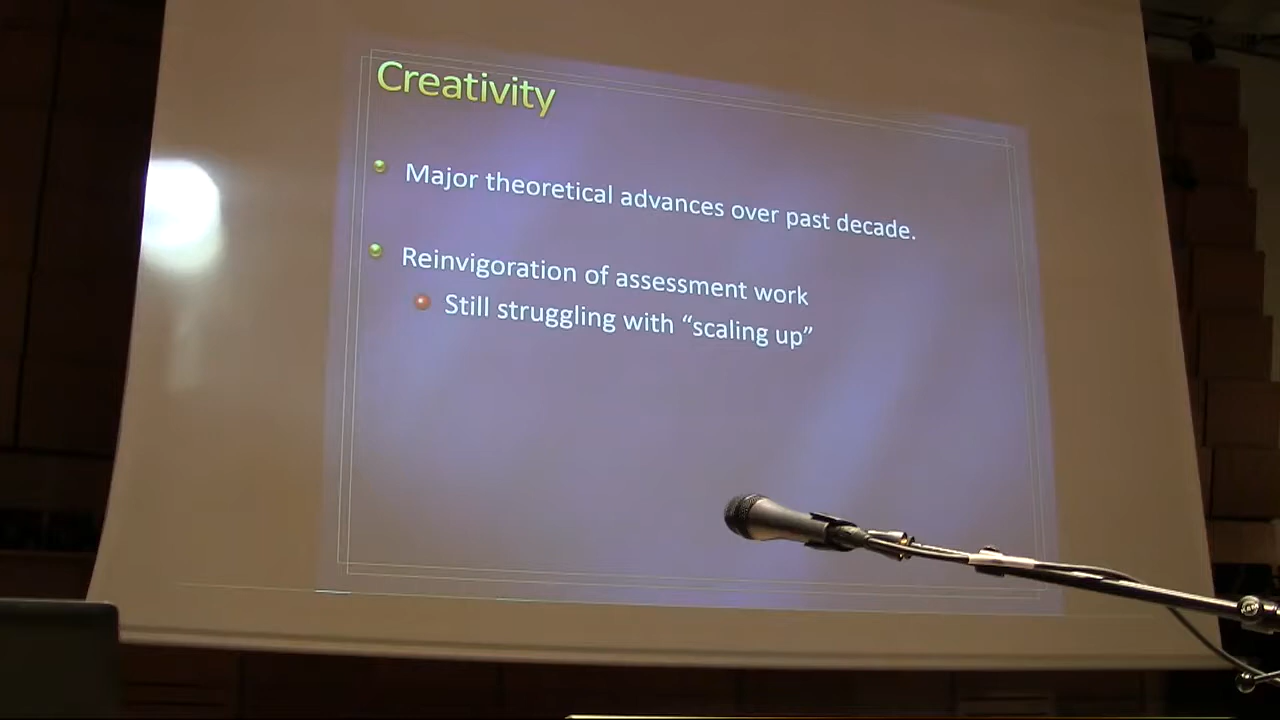 Creativity
Major theoretical advances over past decade.
Reinvigoration of assessment work
Still struggling with “scaling up”